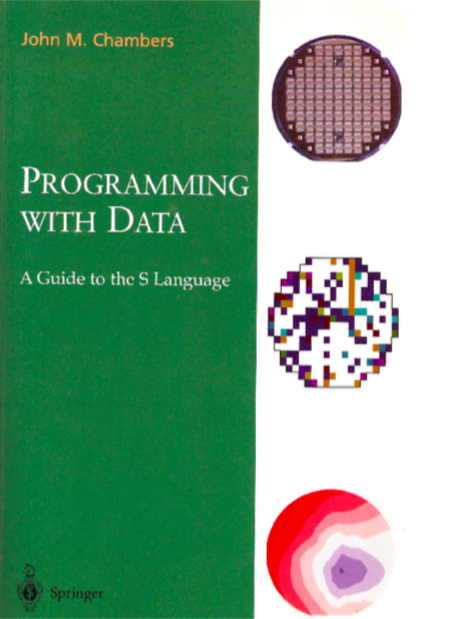 John M. Chambers
PROGRAMMING
WITH DATA
A Guide to the S Language
Springer